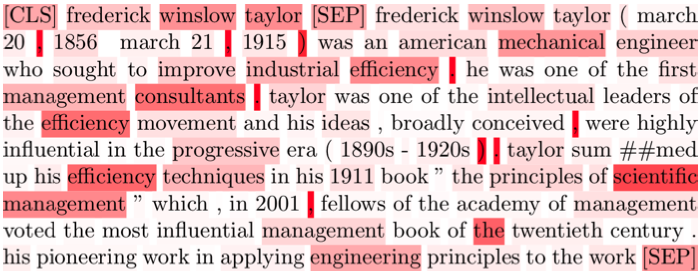 [CLS] frederick winslow taylor [SEP] frederick winslow taylor ( march
20 , 1856 march 21 , 1915 ) was an american mechanical engineer
who sought to improve industrial efficiency . he was one of the first
management consultants . taylor was one of the intellectual leaders of
the efficiency movement and his ideas , broadly conceived , were highly
influential in the progressive era ( 1890s - 1920s ) . taylor sum ##med
up his efficiency techniques in his 1911 book ” the principles of scientific
management ” which , in 2001 , fellows of the academy of management
voted the most influential management book of the twentieth century .
his pioneering work in applying engineering principles to the work [SEP]